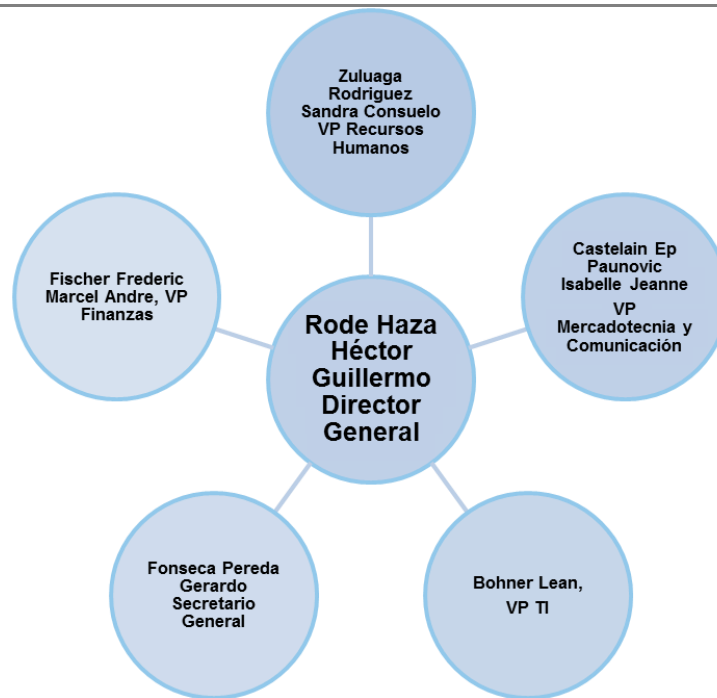 Zuluaga
Rodriguez
Sandra Consuelo
VP Recursos
Humanos
Fischer Frederic
Marcel Andre, VP
Finanzas
Castelain Ep
Paunovic
Isabelle Jeanne
VP
Mercadotecnia y
Comunicación
Rode Haza
Héctor
Guillermo
Director
General
Fonseca Pereda
Gerardo
Secretario
General
Bohner Lean,
VP TI